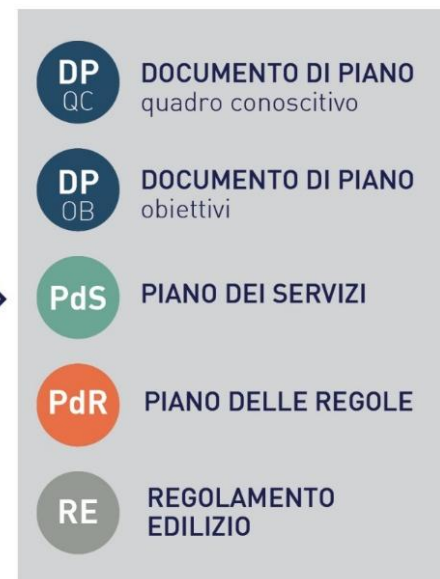 DP
QC
DOCUMENTO DI PIANO
quadro conoscitivo
DP
OB
DOCUMENTO DI PIANO
obiettivi
PdS
PIANO DEI SERVIZI
PdR
PIANO DELLE REGOLE
RE
REGOLAMENTO
EDILIZIO